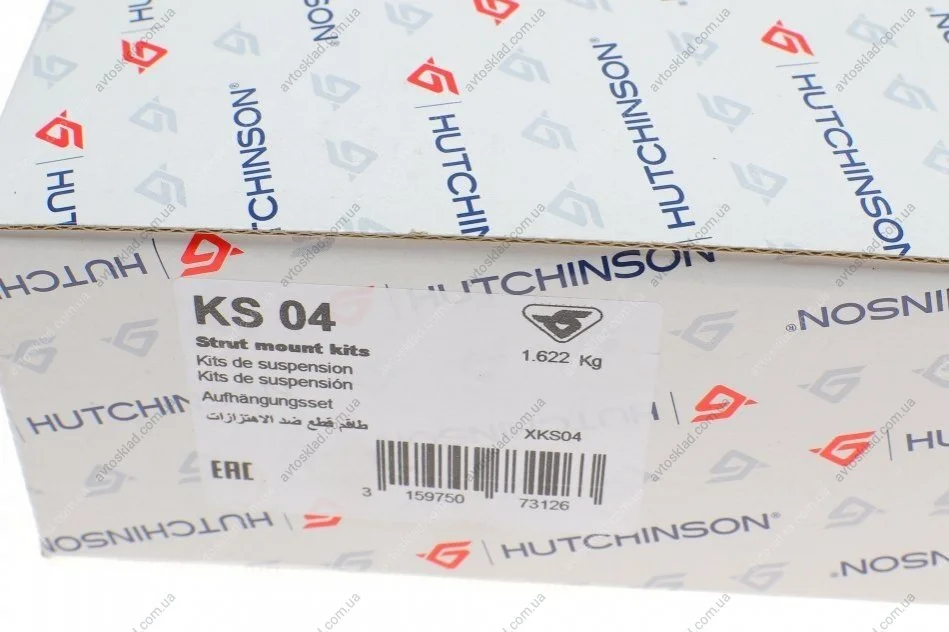 HUTCHINSON
HUTCHINSON
HUTCHINSON
HUTCHINSON
HUTCHINSON
KS 04
Strut mount kits
Kits de suspension
Kits de suspensión
Aufhängungsset
طاقم قطع ضد الاهتزازات
1.622 Kg
XKS04
EAC
3 159750 73126
HUTCHINSON
HUTCHINSON®
avtosklad.com.ua